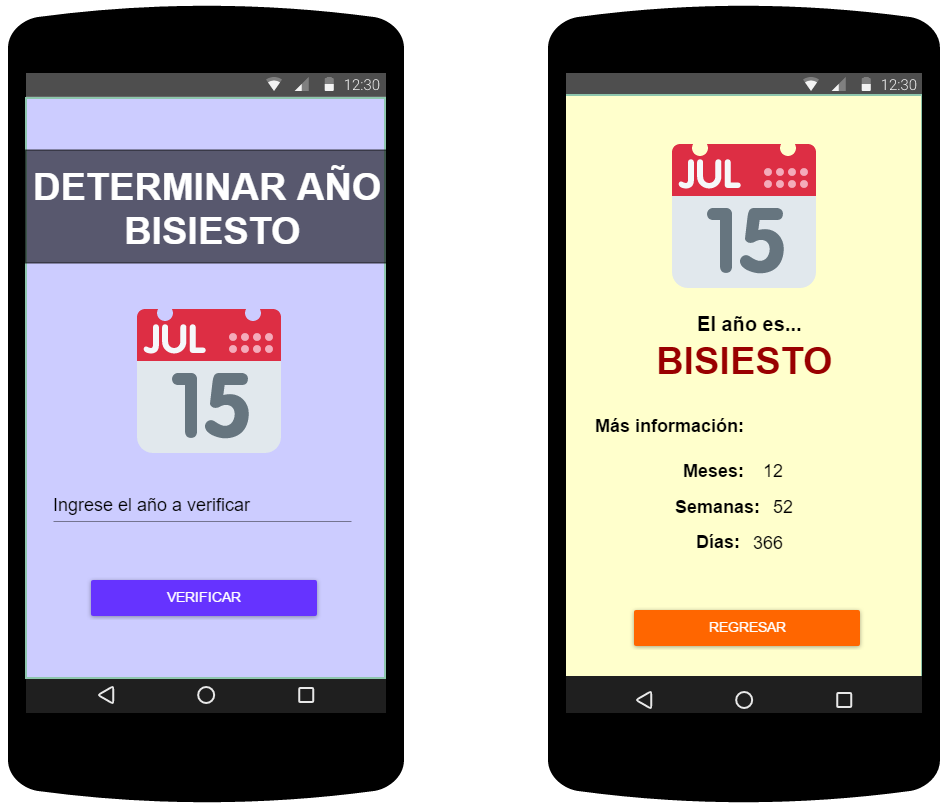 12:30
DETERMINAR AÑO
BISIESTO
JUL
15
Ingrese el año a verificar
VERIFICAR
12:30
JUL
15
El año es...
BISIESTO
Más información:
Meses: 12
Semanas: 52
Días: 366
REGRESAR